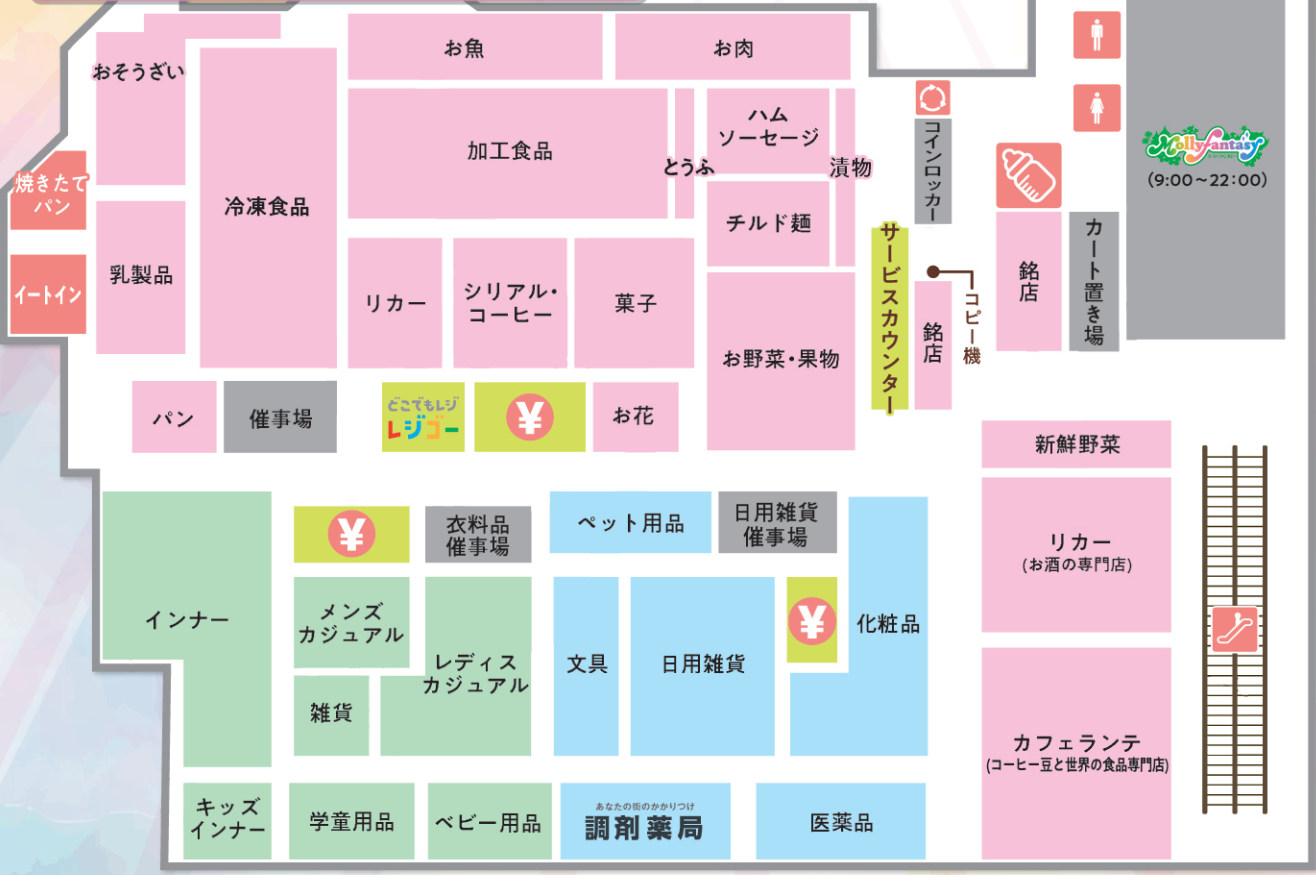 お魚
お肉
おそうざい
加工食品
とうふ
ハム
ソーセージ
漬物
コインロッカー
Mollyfantasy
(9:00~22:00)
焼きたて
パン
冷凍食品
チルド麺
サービスカウンター
銘店
カート置き場
乳製品
イートイン
リカー
シリアル・
コーヒー
菓子
お野菜・果物
銘店
コピー機
パン
催事場
どこでもレジ
レジゴー
¥
お花
新鮮野菜
¥
衣料品
催事場
ペット用品
日用雑貨
催事場
リカー
(お酒の専門店)
インナー
メンズ
カジュアル
レディス
カジュアル
文具
日用雑貨
¥
化粧品
雑貨
カフェランテ
(コーヒー豆と世界の食品専門店)
キッズ
インナー
学童用品
ベビー用品
あなたの街のかかりつけ
調剤薬局
医薬品